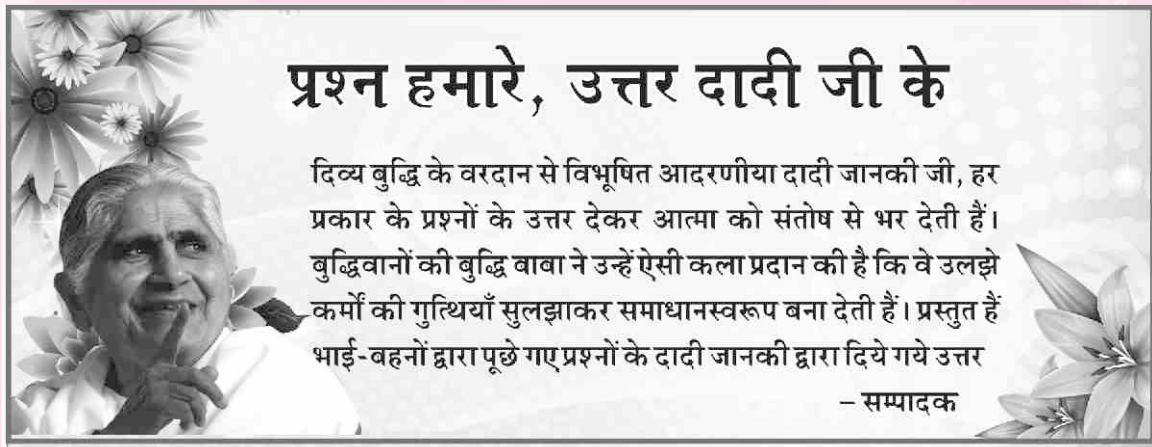 प्रश्न हमारे, उत्तर दादी जी के
दिव्य बुद्धि के वरदान से विभूषित आदरणीया दादी जानकी जी, हर
प्रकार के प्रश्नों के उत्तर देकर आत्मा को संतोष से भर देती हैं।
बुद्धिवानों की बुद्धि बाबा ने उन्हें ऐसी कला प्रदान की है कि वे उलझे
कर्मों की गुत्थियाँ सुलझाकर समाधानस्वरूप बना देती हैं। प्रस्तुत हैं
भाई-बहनों द्वारा पूछे गए प्रश्नों के दादी जानकी द्वारा दिये गये उत्तर
– सम्पादक